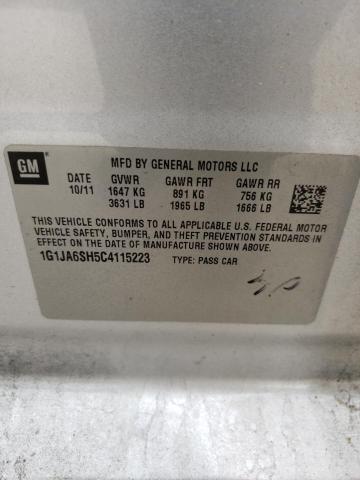 GM
MFD BY GENERAL MOTORS LLC
DATE GVWR GAWR FRT GAWR RR
10/11 1647 KG 891 KG 756 KG
3631 LB 1965 LB 1666 LB
THIS VEHICLE CONFORMS TO ALL APPLICABLE U.S. FEDERAL MOTOR
VEHICLE SAFETY, BUMPER, AND THEFT PREVENTION STANDARDS
IN EFFECT ON THE DATE OF MANUFACTURE SHOWN ABOVE.
1G1JA6SH5C4115223 TYPE: PASS CAR